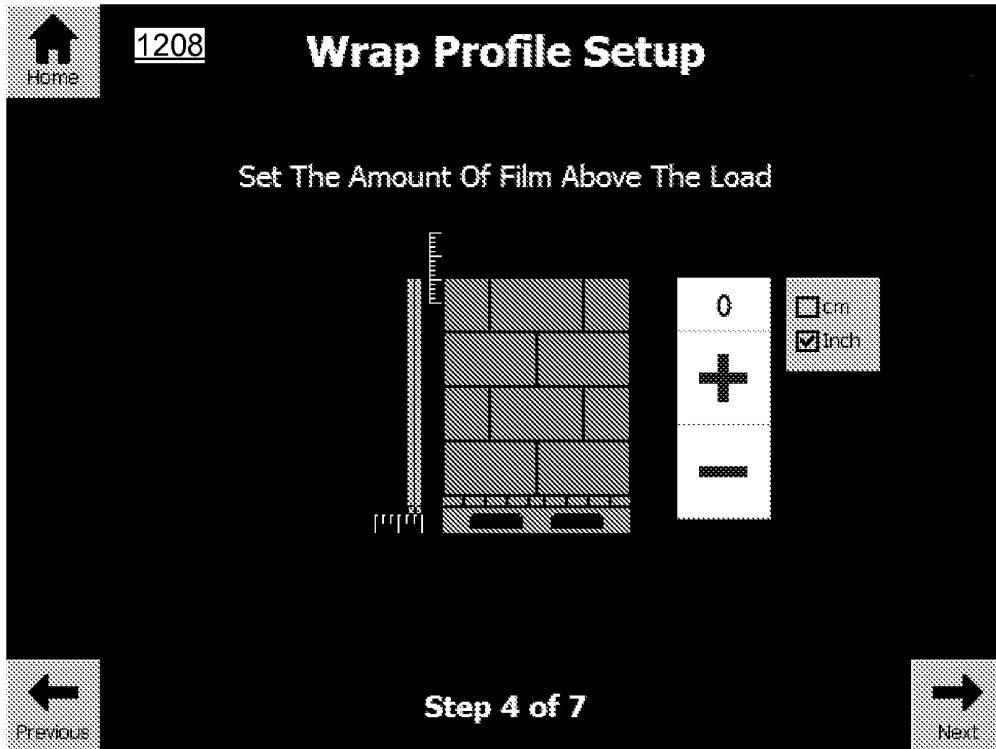 Home
1208
Wrap Profile Setup
Set The Amount Of Film Above The Load
0
cm
Inch
+
−
Previous
Step 4 of 7
Next